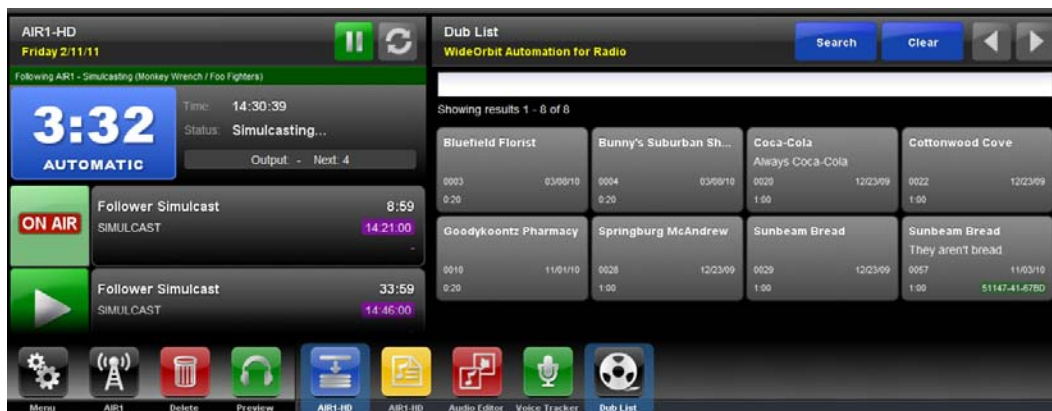 AIR1-HD
Friday 2/11/11
Following AIR1 - Simulcasting (Monkey Wrench / Foo Fighters)
3:32
AUTOMATIC
Time: 14:30:39
Status: Simulcasting...
Output: - Next: 4
ON AIR
Follower Simulcast 8:59
SIMULCAST 14:21:00
-
Follower Simulcast 33:59
SIMULCAST 14:46:00
Dub List
WideOrbit Automation for Radio
Search
Clear
Showing results 1 - 8 of 8
Bluefield Florist
0003 03/08/10
0:20
Bunny's Suburban Sh...
0004 03/08/10
0:20
Coca-Cola
Always Coca-Cola
0020 12/23/09
1:00
Cottonwood Cove
0022 12/23/09
1:00
Goodykoontz Pharmacy
0010 11/01/10
0:20
Springburg McAndrew
0028 12/23/09
1:00
Sunbeam Bread
0029 12/23/09
1:00
Sunbeam Bread
They aren't bread
0057 11/03/10
1:00 51147-41-67BD
Menu
AIR1
Delete
Preview
AIR1-HD
AIR1-HD
Audio Editor
Voice Tracker
Dub List